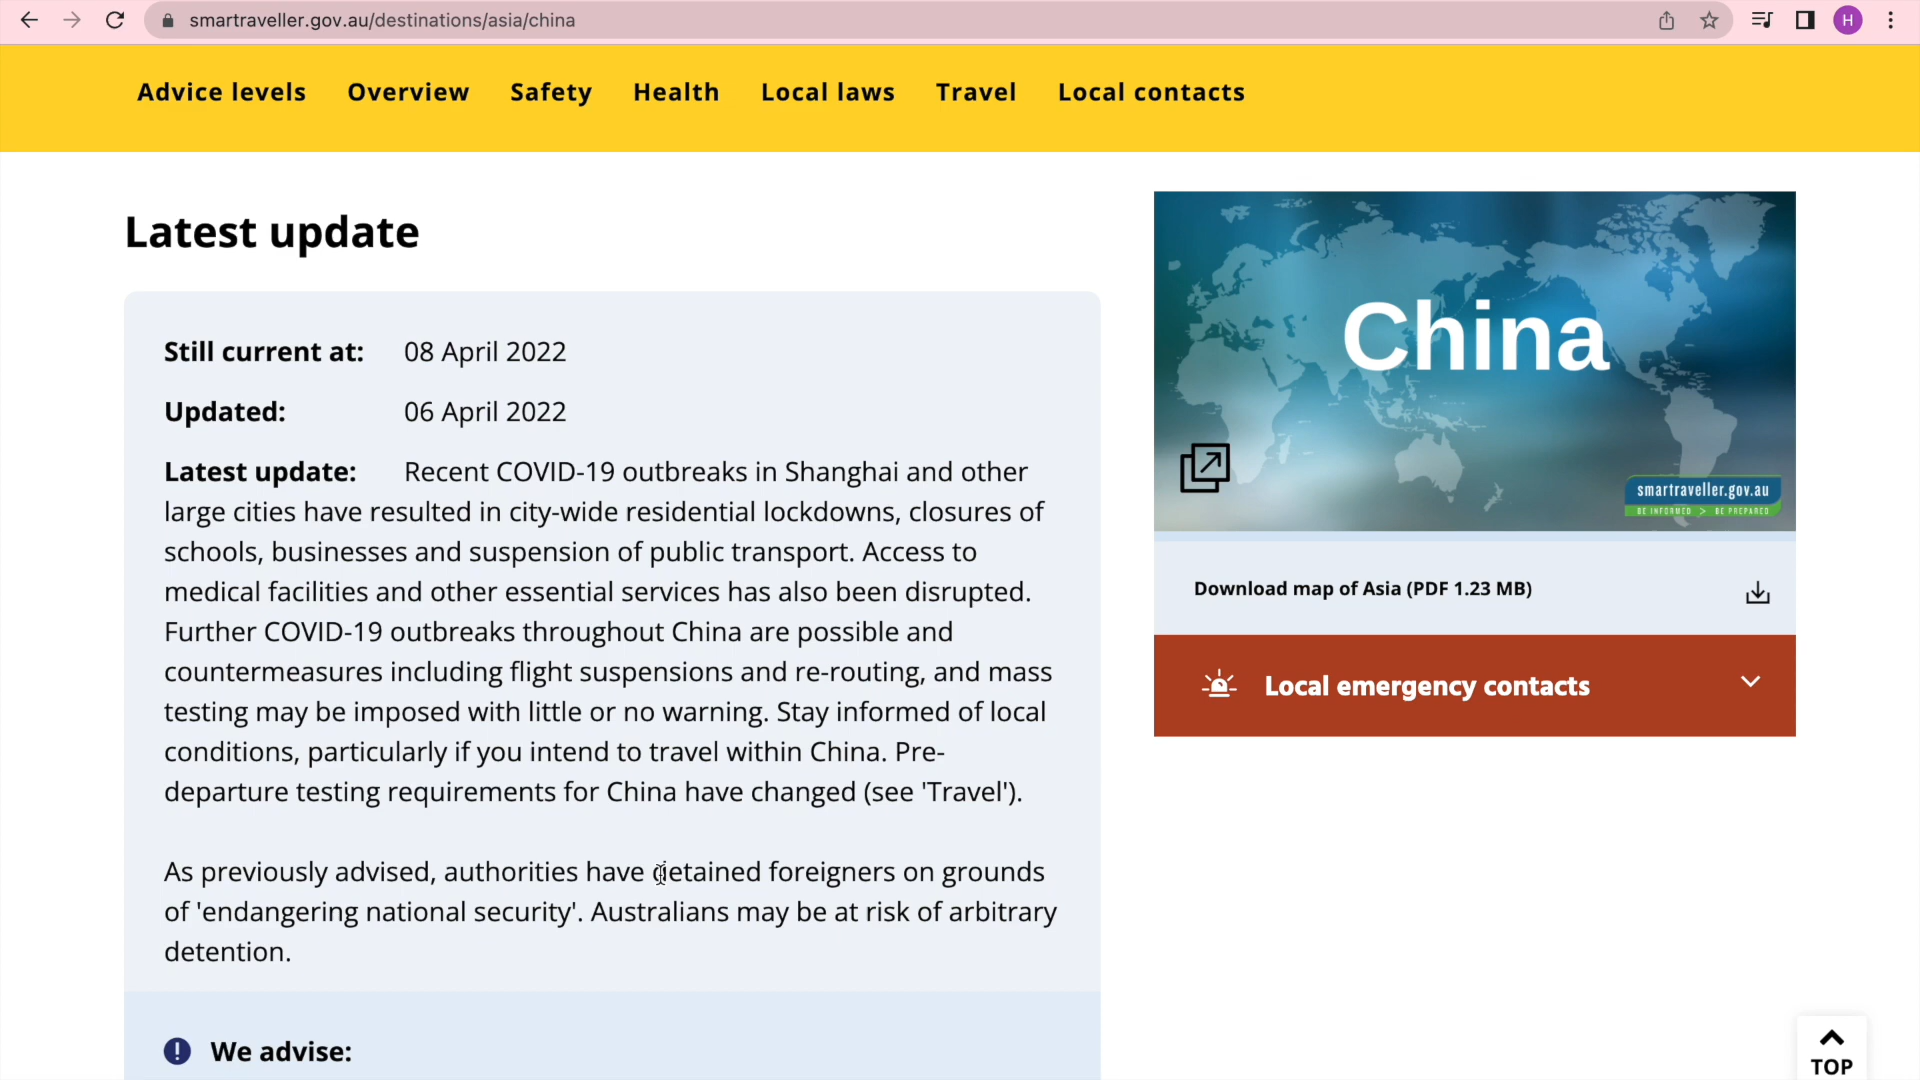 smartraveller.gov.au/destinations/asia/china
H
Advice levels Overview Safety Health Local laws Travel Local contacts
Latest update
Still current at: 08 April 2022
Updated: 06 April 2022
Latest update: Recent COVID-19 outbreaks in Shanghai and other
large cities have resulted in city-wide residential lockdowns, closures of
schools, businesses and suspension of public transport. Access to
medical facilities and other essential services has also been disrupted.
Further COVID-19 outbreaks throughout China are possible and
countermeasures including flight suspensions and re-routing, and mass
testing may be imposed with little or no warning. Stay informed of local
conditions, particularly if you intend to travel within China. Pre-
departure testing requirements for China have changed (see 'Travel').
As previously advised, authorities have detained foreigners on grounds
of 'endangering national security'. Australians may be at risk of arbitrary
detention.
We advise:
China
smartraveller.gov.au
BE INFORMED > BE PREPARED
Download map of Asia (PDF 1.23 MB)
Local emergency contacts
TOP